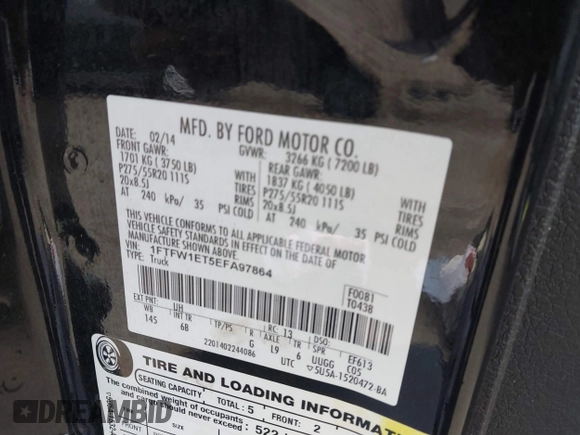 MFD. BY FORD MOTOR CO.
DATE: 02/14 GVWR: 3266 KG (7200 LB)
FRONT GAWR: REAR GAWR:
1701 KG (3750 LB) WITH 1837 KG (4050 LB) WITH
P275/55R20 111S TIRES P275/55R20 111S TIRES
20x8.5J RIMS 20x8.5J RIMS
AT 240 kPa/ 35 PSI COLD AT 240 kPa/ 35 PSI COLD
THIS VEHICLE CONFORMS TO ALL APPLICABLE FEDERAL MOTOR
VEHICLE SAFETY STANDARDS IN EFFECT ON THE DATE OF
MANUFACTURE SHOWN ABOVE.
VIN: 1FTFW1ET5EFA97864
TYPE: Truck
F0081
T0438
EXT PNT: UH RC: 13 DSO:
WB TP/PS R AXLE TR SPR EF613
145 6B G L9 6 UUGG C05
2201402244086 UTC 5U5A-1520472-BA
TIRE AND LOADING INFORMATION
SEATING CAPACITY TOTAL: 5 FRONT: 2
The combined weight of occupants
and cargo should never exceed 522
DREAMBID